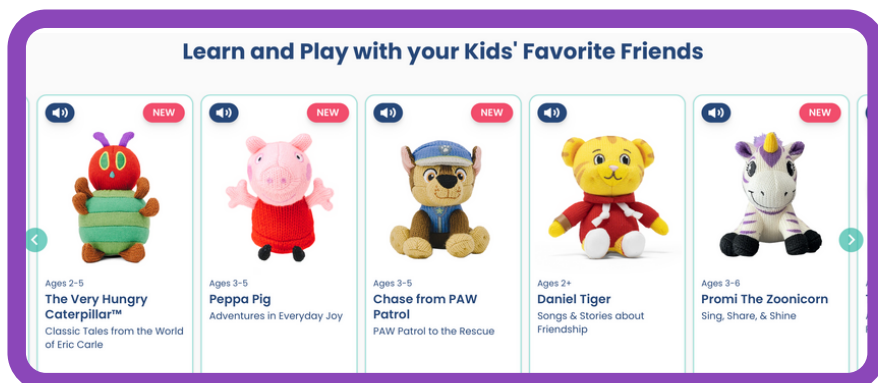 Learn and Play with your Kids' Favorite Friends
NEW
Ages 2-5
The Very Hungry
Caterpillar™
Classic Tales from the World
of Eric Carle
NEW
Ages 3-5
Peppa Pig
Adventures in Everyday Joy
NEW
Ages 3-5
Chase from PAW
Patrol
PAW Patrol to the Rescue
Ages 2+
Daniel Tiger
Songs & Stories about
Friendship
NEW
Ages 3-6
Promi The Zoonicorn
Sing, Share, & Shine